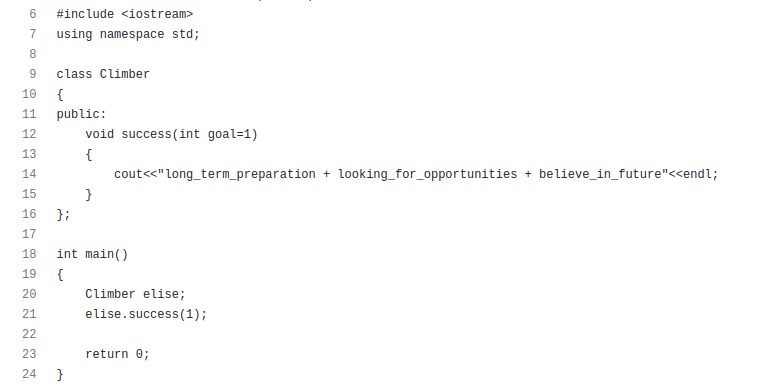 6 #include <iostream>
7 using namespace std;
8
9 class Climber
10 {
11 public:
12     void success(int goal=1)
13     {
14         cout<<"long_term_preparation + looking_for_opportunities + believe_in_future"<<endl;
15     }
16 };
17
18 int main()
19 {
20     Climber elise;
21     elise.success(1);
22
23     return 0;
24 }